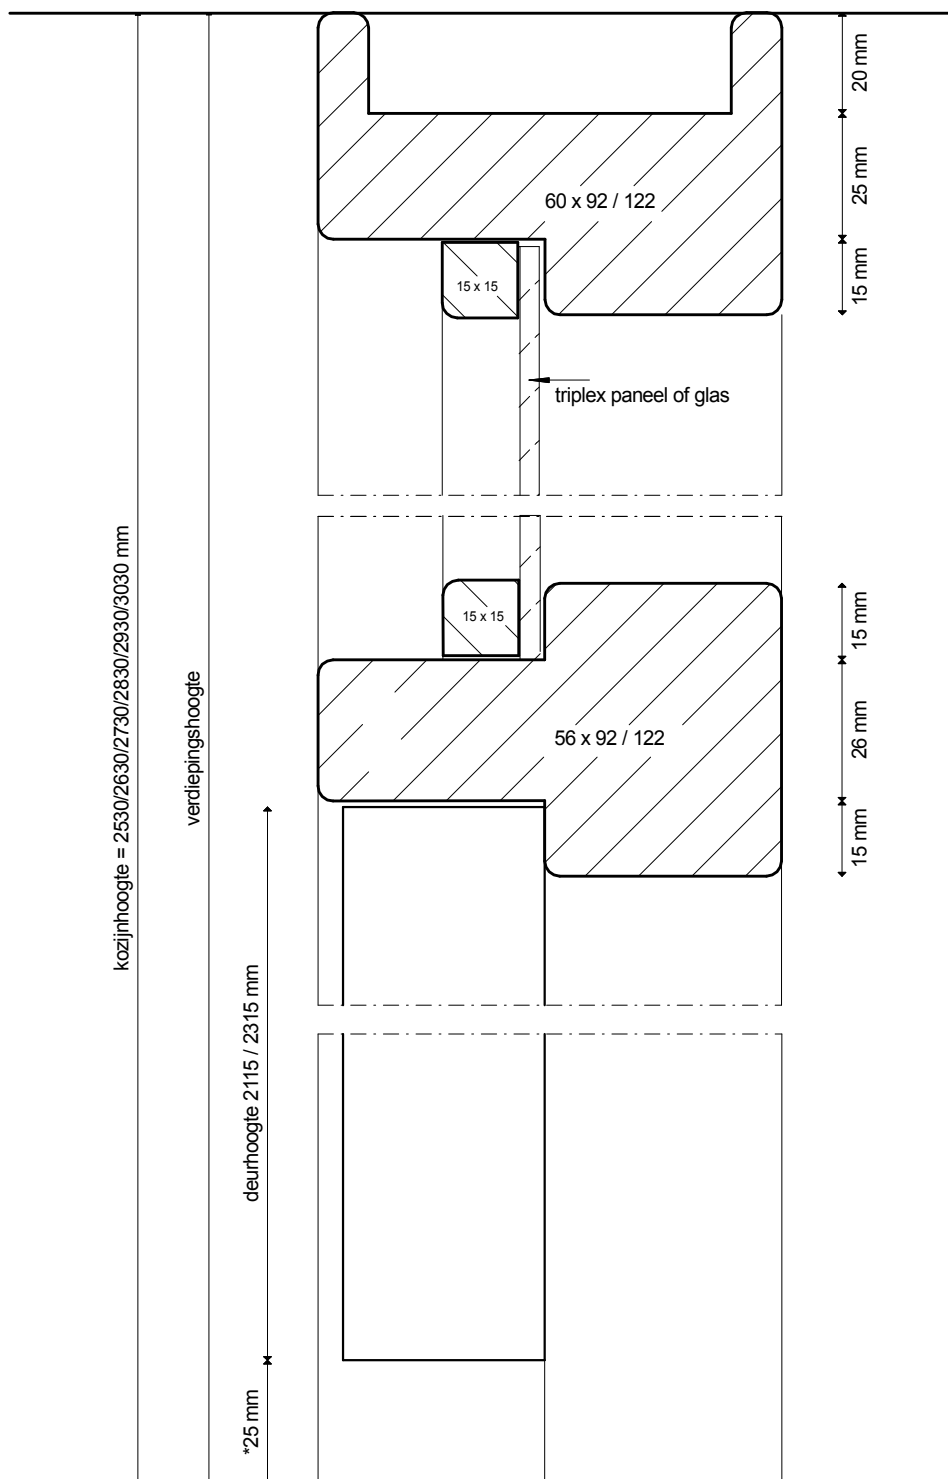 20 mm
25 mm
60 x 92 / 122
15 mm
15 x 15
triplex paneel of glas
kozijnhoogte = 2530/2630/2730/2830/2930/3030 mm
verdiepingshoogte
15 x 15
15 mm
26 mm
56 x 92 / 122
15 mm
deurhoogte 2115 / 2315 mm
*25 mm